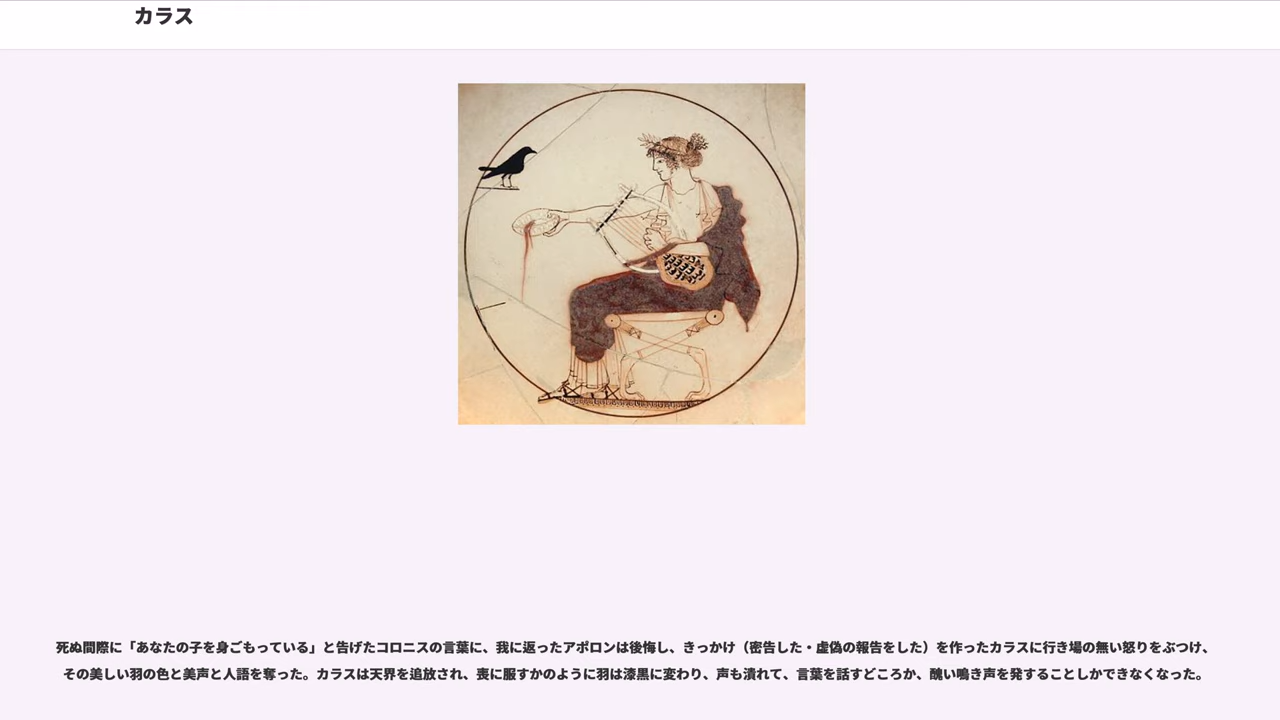 カラス
死ぬ間際に「あなたの子を身ごもっている」と告げたコロニスの言葉に、我に返ったアポロンは後悔し、きっかけ（密告した・虚偽の報告をした）を作ったカラスに行き場の無い怒りをぶつけ、
その美しい羽の色と美声と人語を奪った。カラスは天界を追放され、喪に服すかのように羽は漆黒に変わり、声も潰れて、言葉を話すどころか、醜い鳴き声を発することしかできなくなった。